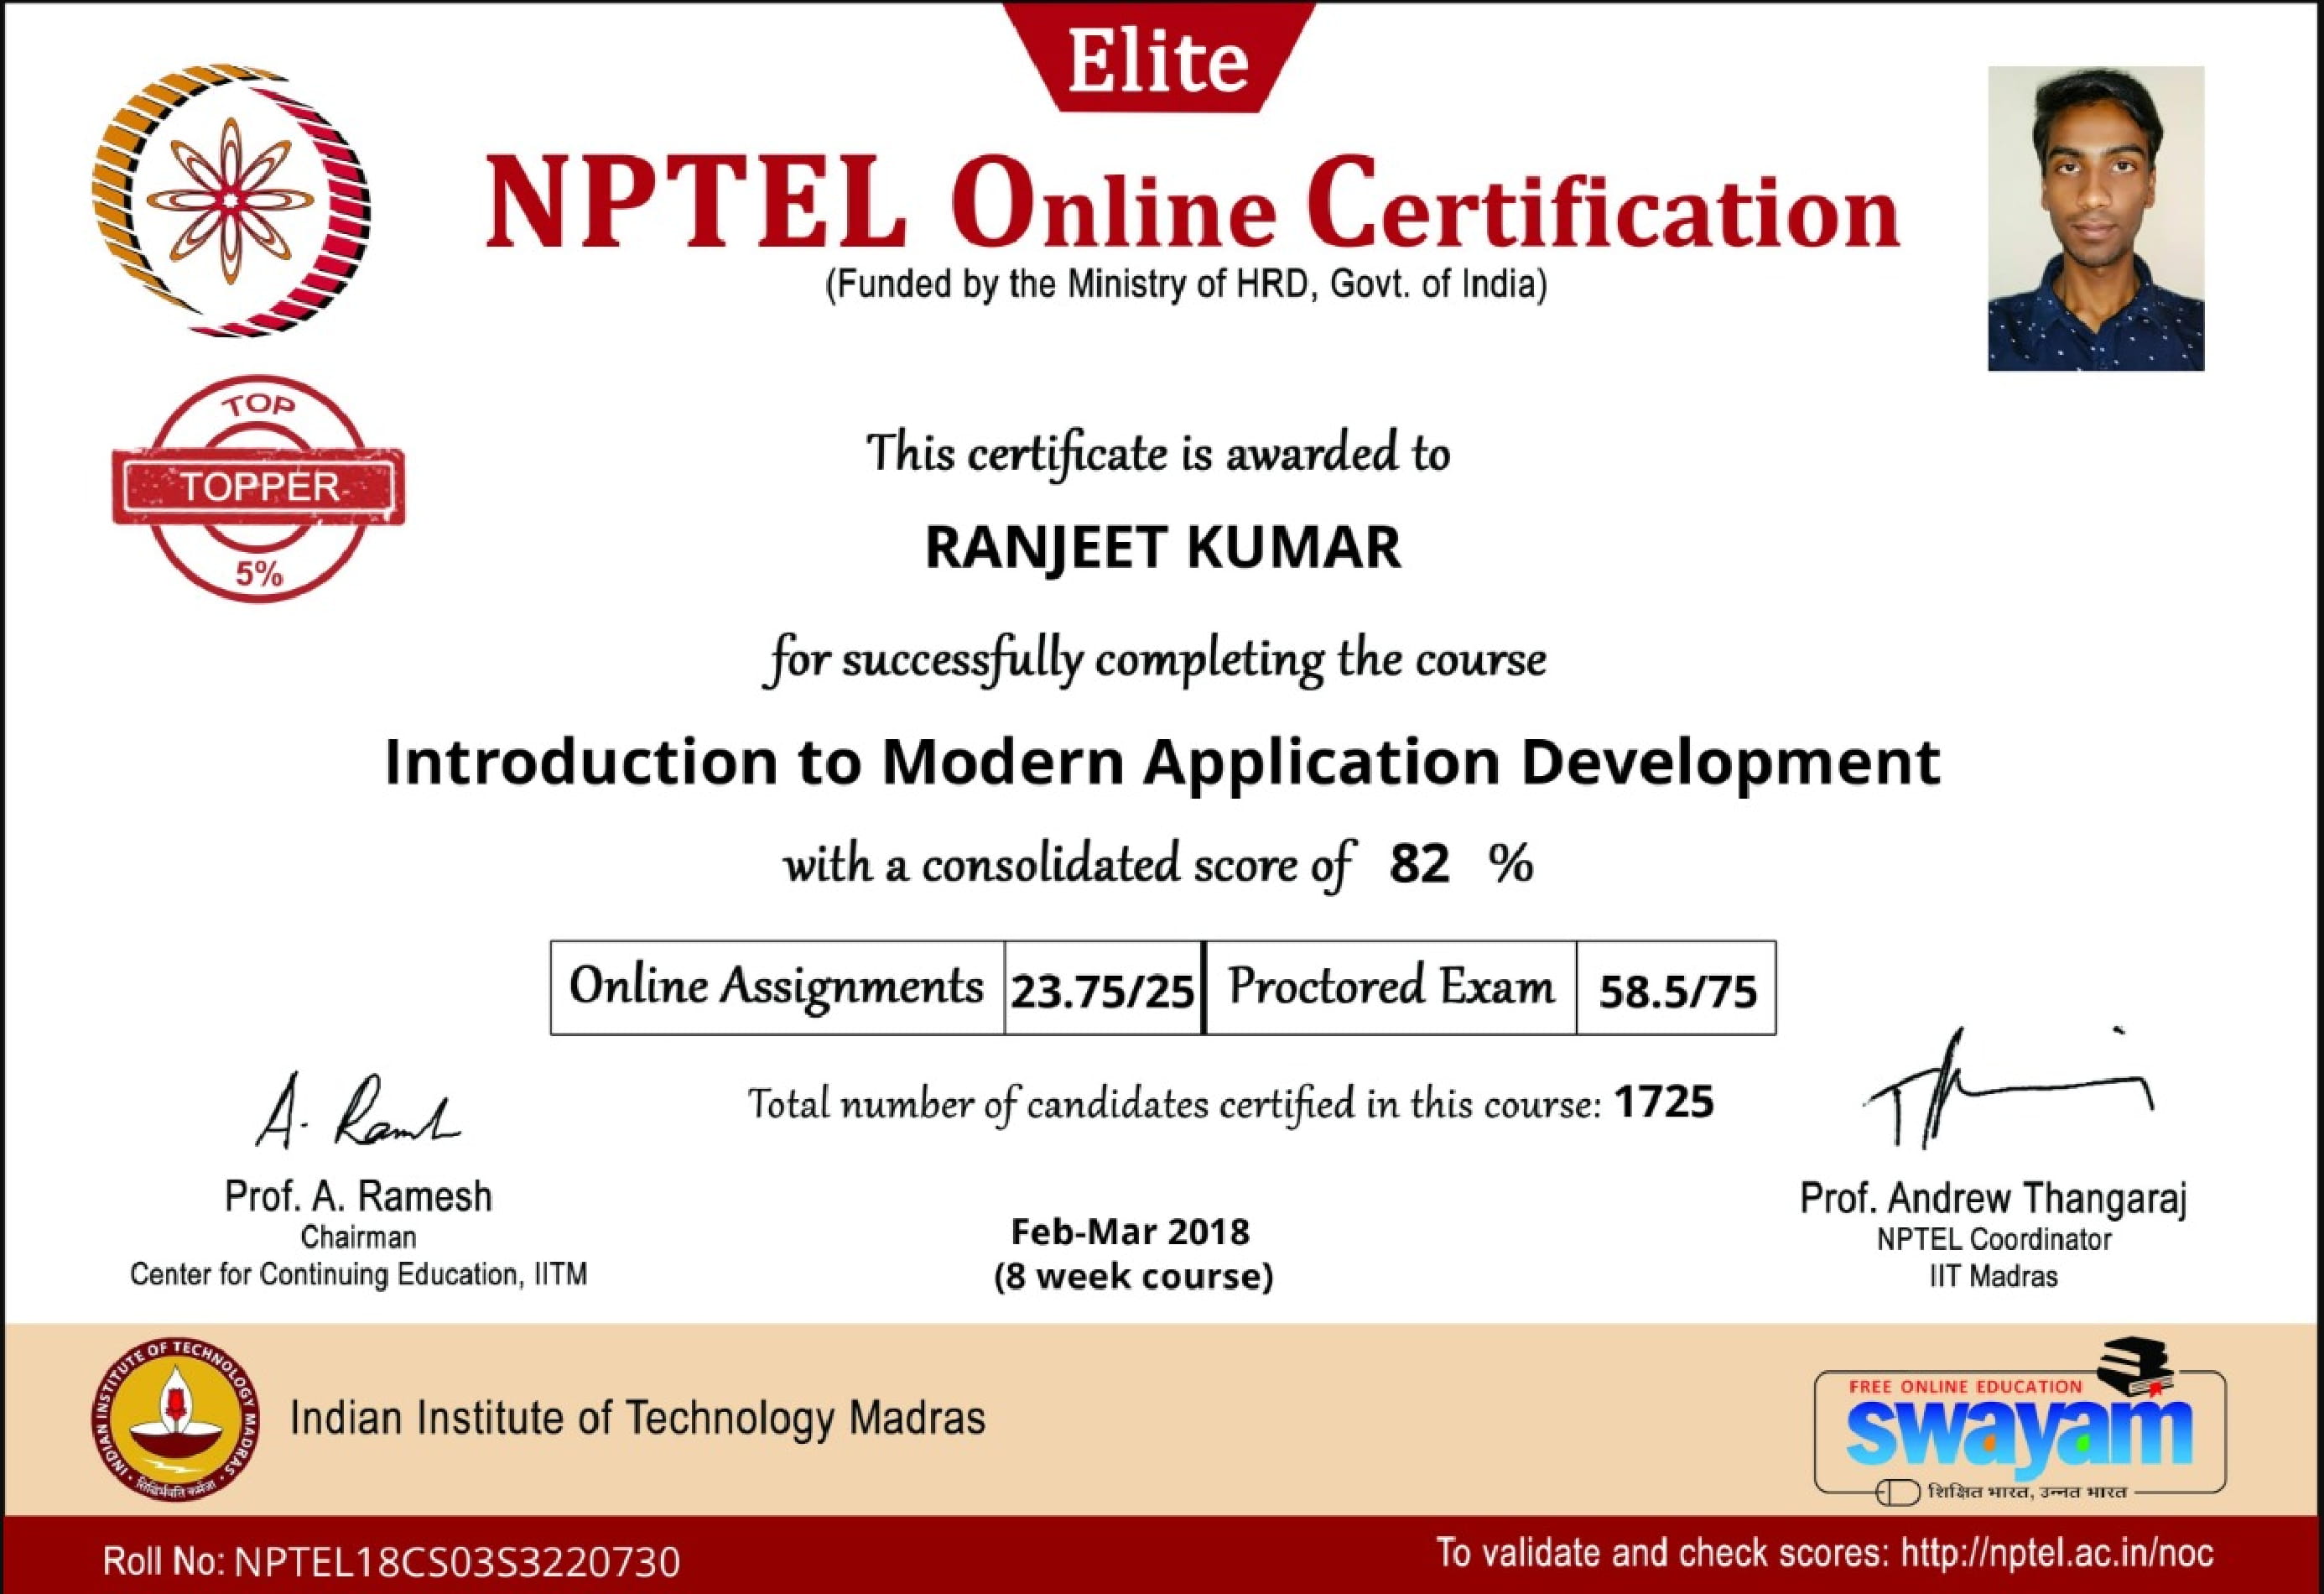 Elite
NPTEL Online Certification
(Funded by the Ministry of HRD, Govt. of India)
TOP
TOPPER
5%
This certificate is awarded to
RANJEET KUMAR
for successfully completing the course
Introduction to Modern Application Development
with a consolidated score of 82 %
Online Assignments 23.75/25 Proctored Exam 58.5/75
Total number of candidates certified in this course: 1725
A. Ramesh
Prof. A. Ramesh
Chairman
Center for Continuing Education, IITM
Feb-Mar 2018
(8 week course)
Prof. Andrew Thangaraj
NPTEL Coordinator
IIT Madras
INDIAN INSTITUTE OF TECHNOLOGY MADRAS
Indian Institute of Technology Madras
FREE ONLINE EDUCATION
swayam
शिक्षित भारत, उन्नत भारत
Roll No: NPTEL18CS03S3220730
To validate and check scores: http://nptel.ac.in/noc